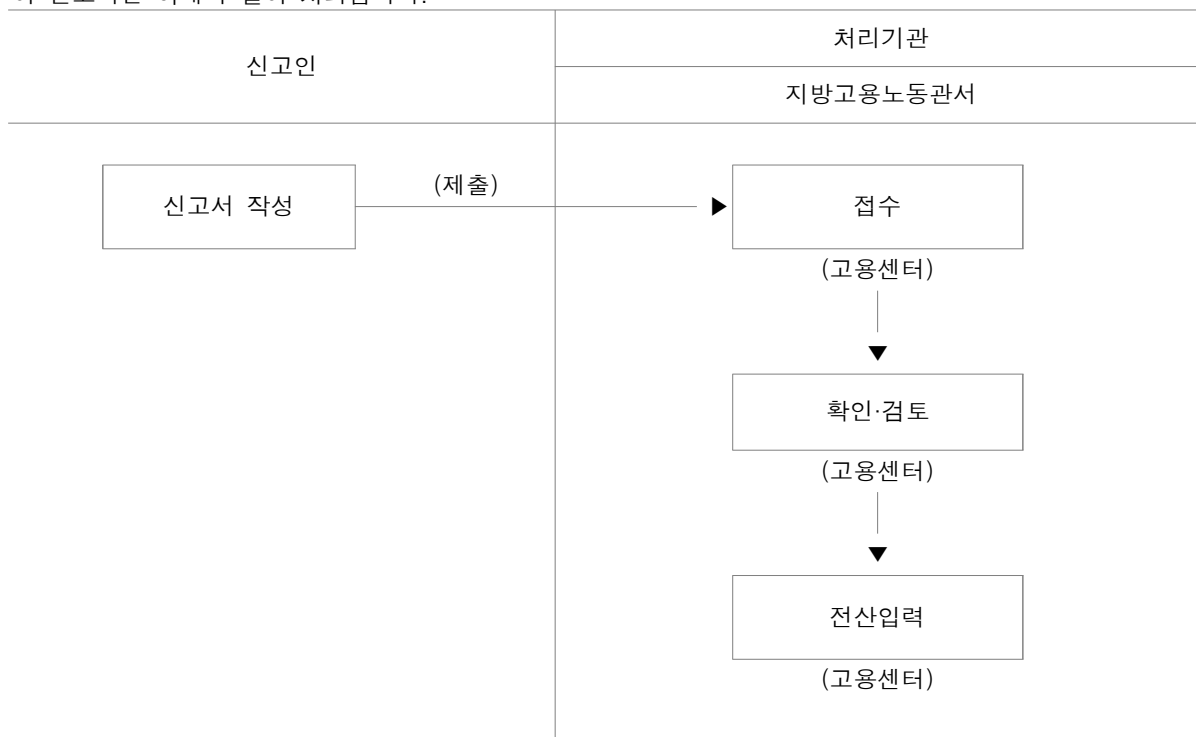 처리기관
신고인
지방고용노동관서
신고서 작성
(제출)
접수
(고용센터)
확인·검토
(고용센터)
전산입력
(고용센터)